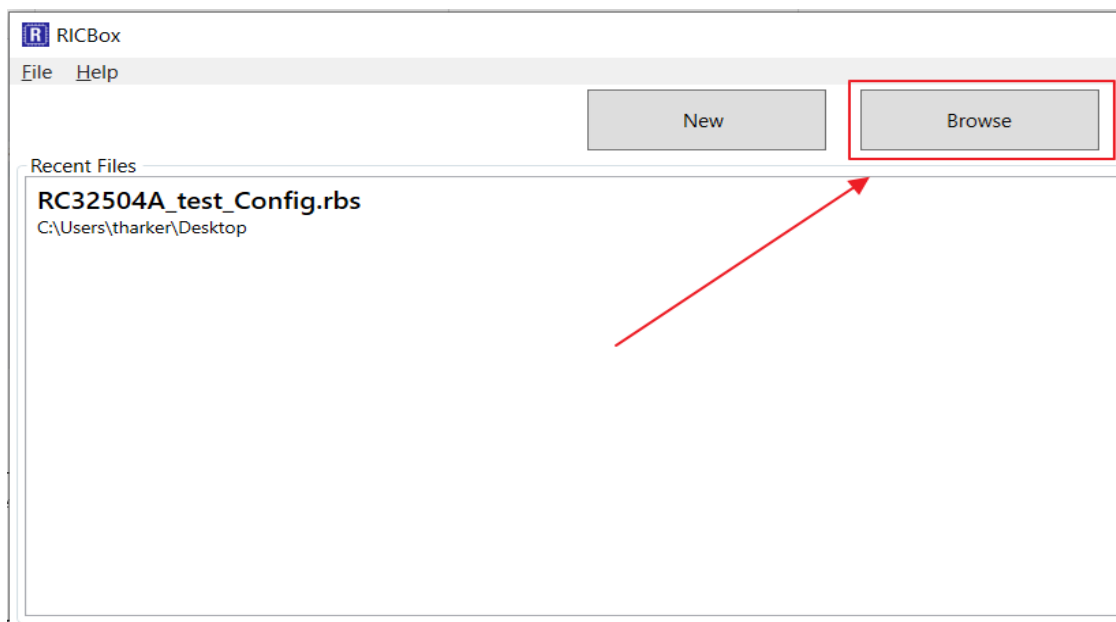 RICBox
File Help
New Browse
Recent Files
RC32504A_test_Config.rbs
C:\Users\tharker\Desktop